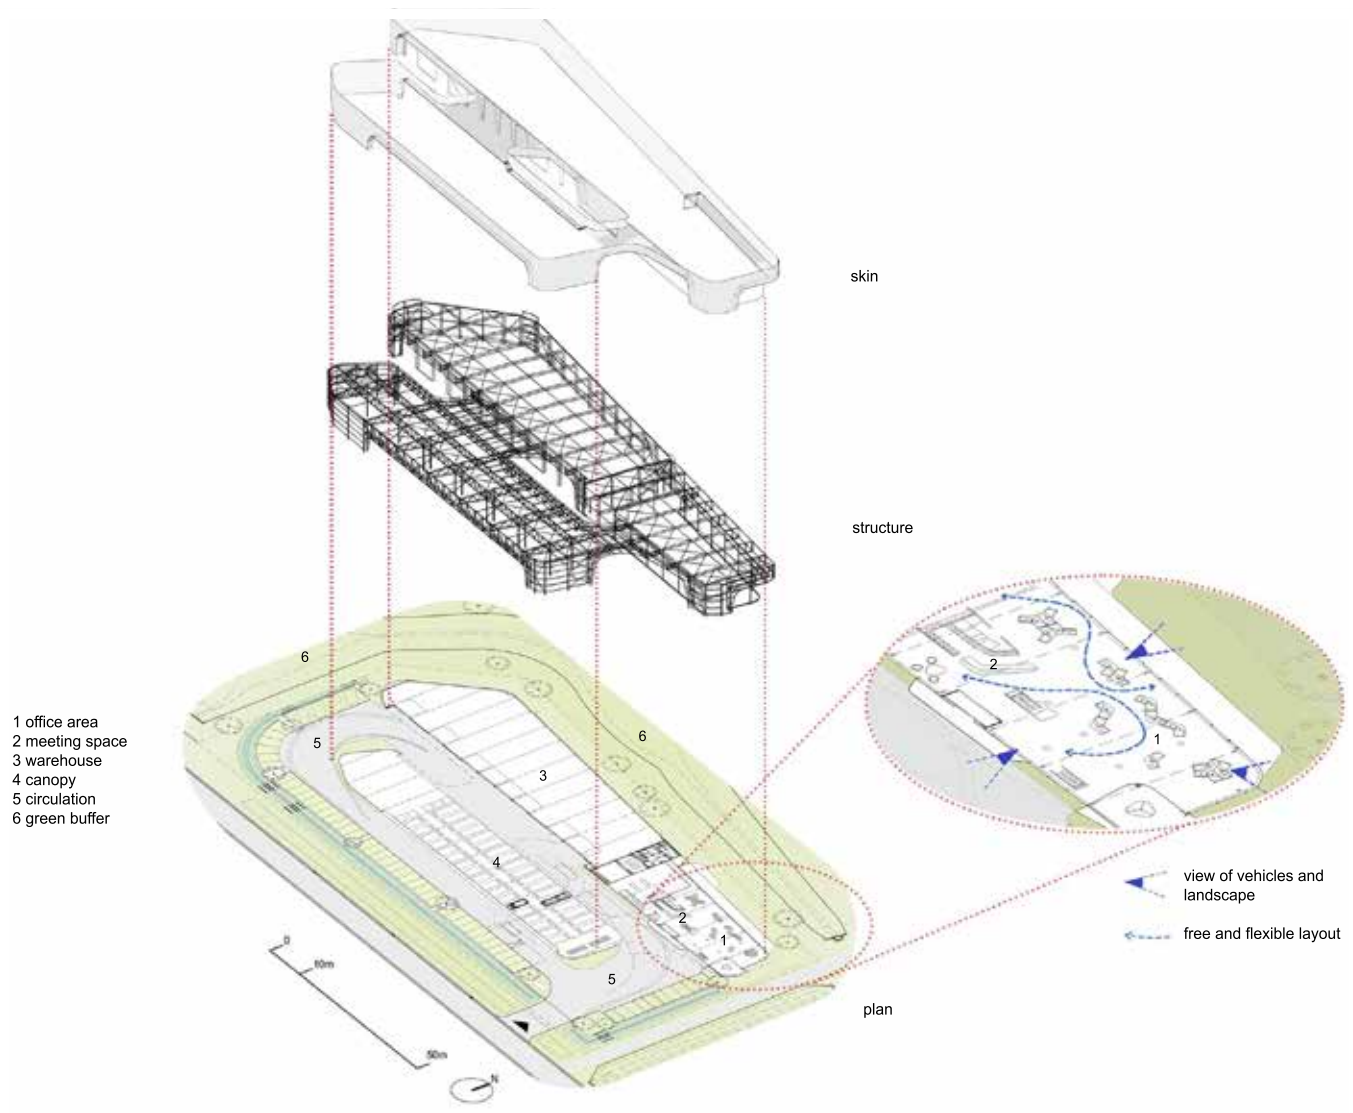 skin
structure
6
2
1
1 office area
2 meeting space
3 warehouse
4 canopy
5 circulation
6 green buffer
5
6
3
4
2
1
5
view of vehicles and
landscape
free and flexible layout
plan
0
10m
50m
N